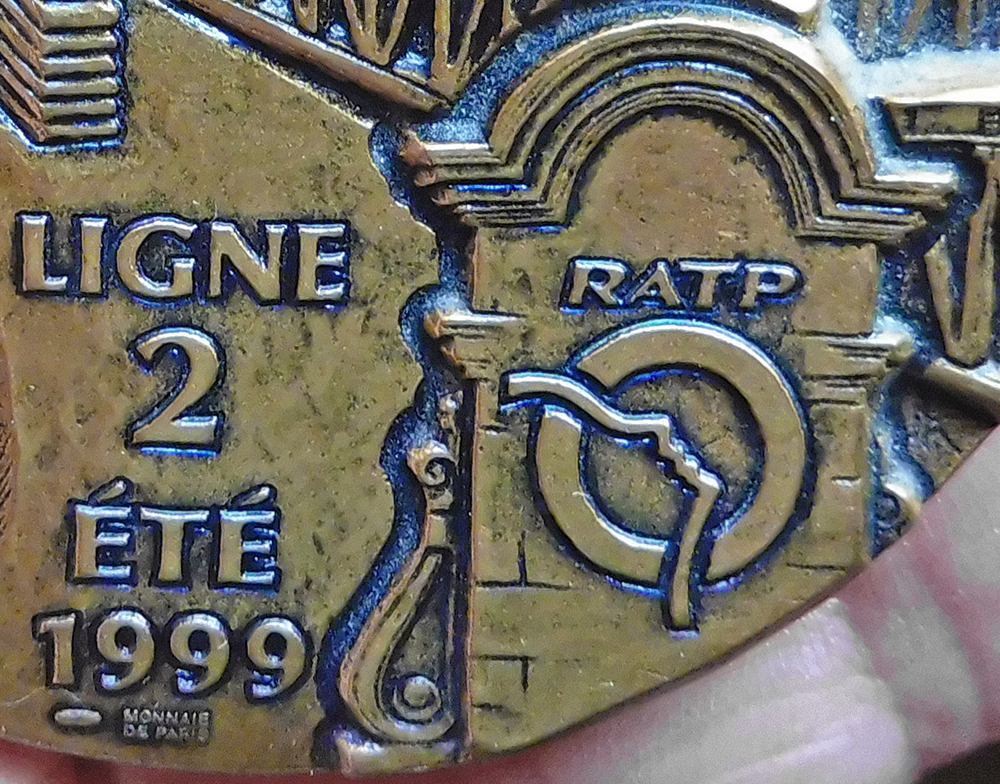 LIGNE
2
ÉTÉ
1999
MONNAIE
DE PARIS
RATP